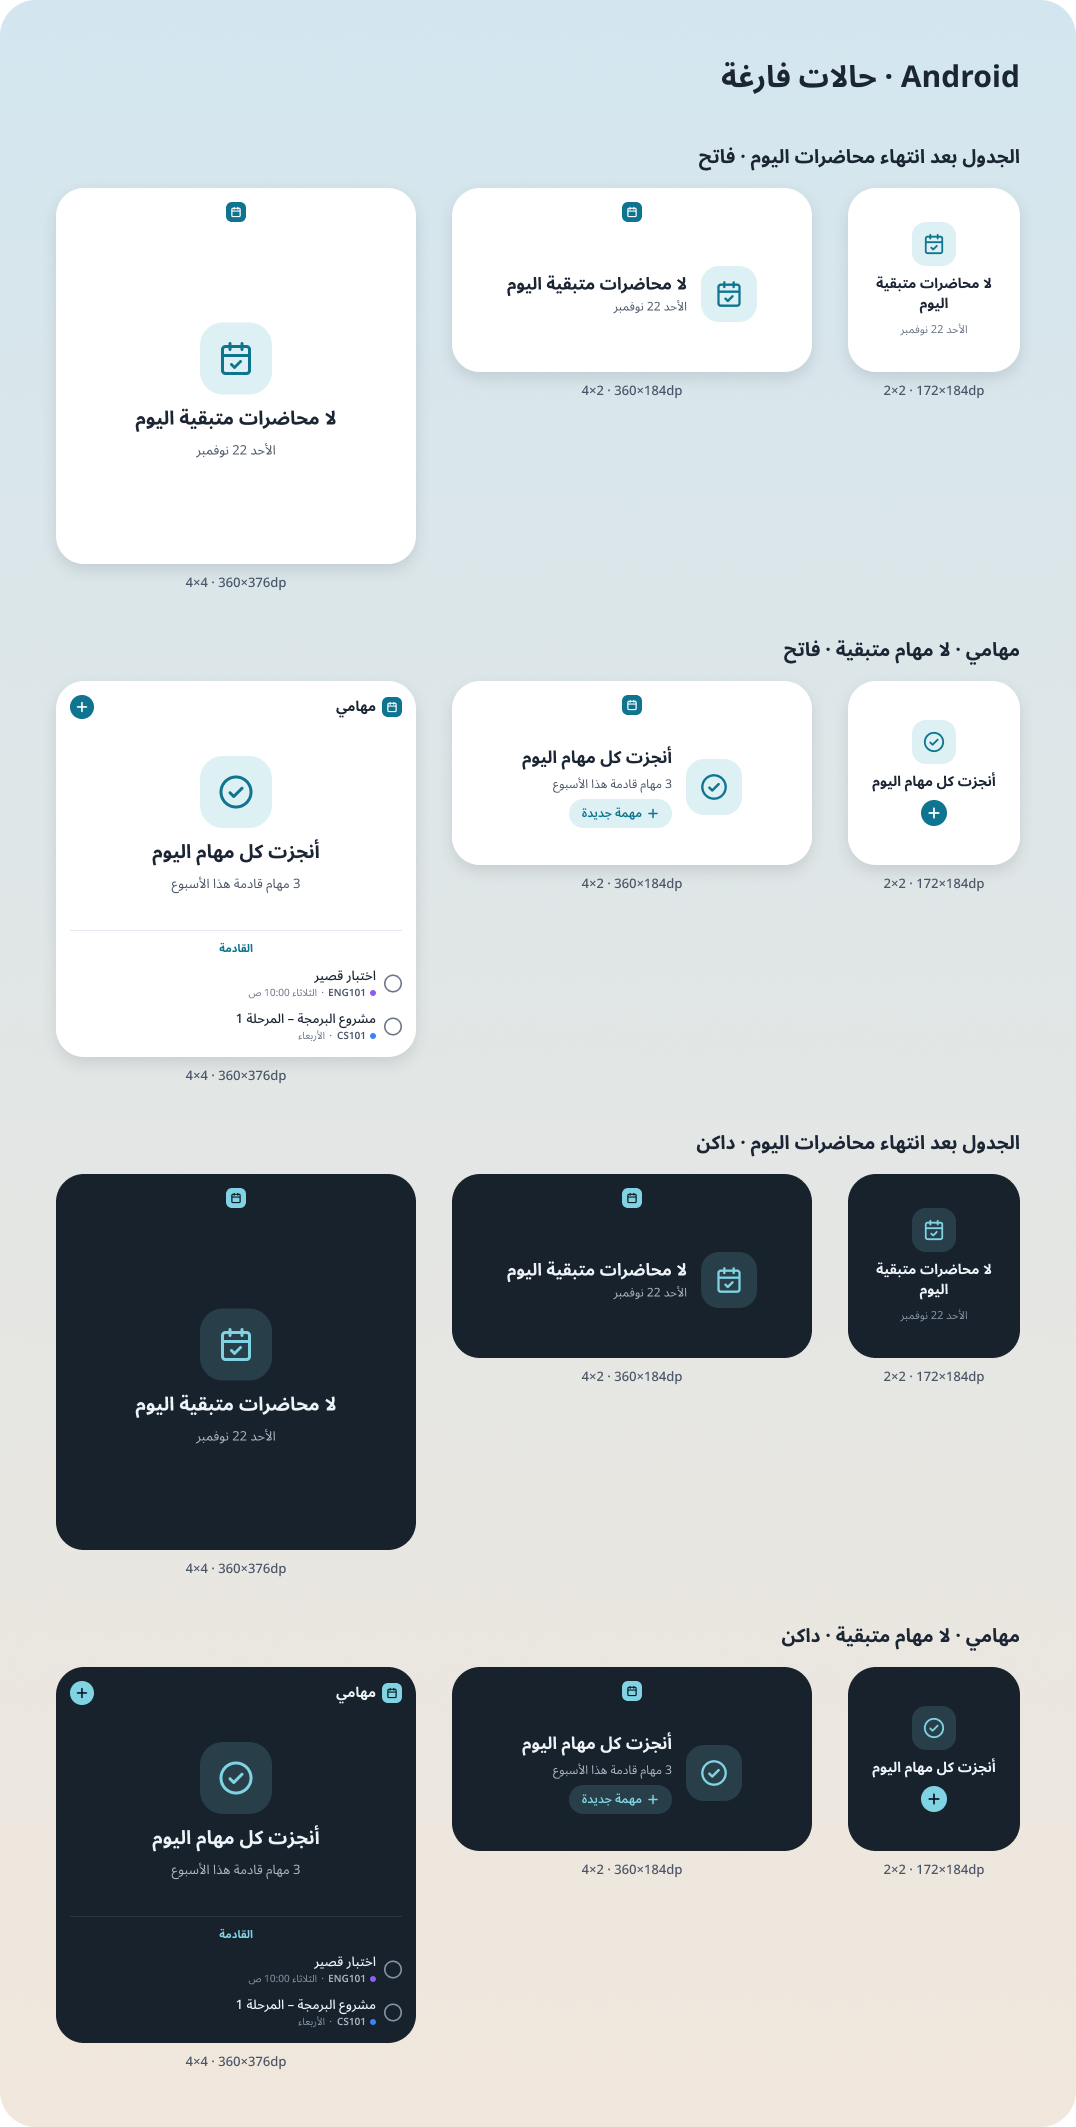 Android · حالات فارغة
الجدول بعد انتهاء محاضرات اليوم · فاتح
لا محاضرات متبقية
اليوم
الأحد 22 نوفمبر
2×2 · 172×184dp
لا محاضرات متبقية اليوم
الأحد 22 نوفمبر
4×2 · 360×184dp
لا محاضرات متبقية اليوم
الأحد 22 نوفمبر
4×4 · 360×376dp
مهامي · لا مهام متبقية · فاتح
أنجزت كل مهام اليوم
2×2 · 172×184dp
أنجزت كل مهام اليوم
3 مهام قادمة هذا الأسبوع
+ مهمة جديدة
4×2 · 360×184dp
مهامي
أنجزت كل مهام اليوم
3 مهام قادمة هذا الأسبوع
القادمة
اختبار قصير
ENG101 · الثلاثاء 10:00 ص
مشروع البرمجة – المرحلة 1
CS101 · الأربعاء
4×4 · 360×376dp
الجدول بعد انتهاء محاضرات اليوم · داكن
لا محاضرات متبقية
اليوم
الأحد 22 نوفمبر
2×2 · 172×184dp
لا محاضرات متبقية اليوم
الأحد 22 نوفمبر
4×2 · 360×184dp
لا محاضرات متبقية اليوم
الأحد 22 نوفمبر
4×4 · 360×376dp
مهامي · لا مهام متبقية · داكن
أنجزت كل مهام اليوم
2×2 · 172×184dp
أنجزت كل مهام اليوم
3 مهام قادمة هذا الأسبوع
+ مهمة جديدة
4×2 · 360×184dp
مهامي
أنجزت كل مهام اليوم
3 مهام قادمة هذا الأسبوع
القادمة
اختبار قصير
ENG101 · الثلاثاء 10:00 ص
مشروع البرمجة – المرحلة 1
CS101 · الأربعاء
4×4 · 360×376dp